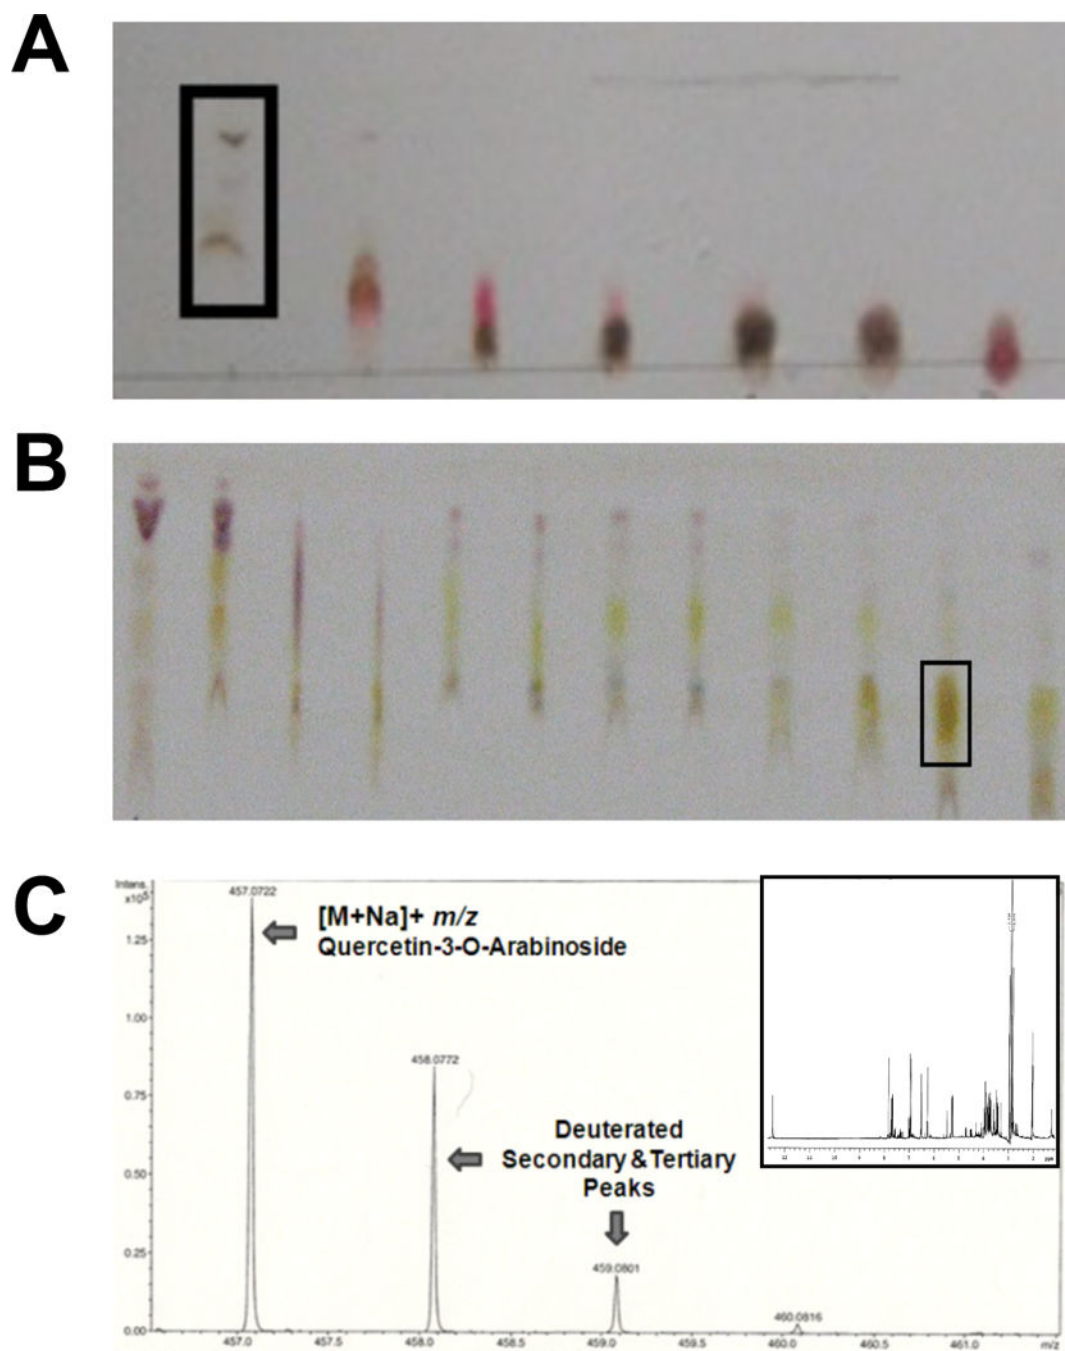 A
B
C
Intens.
x10⁵
457.0722
[M+Na]+ m/z
Quercetin-3-O-Arabinoside
1.25
1.00
458.0772
0.75
Deuterated
Secondary & Tertiary
Peaks
0.50
0.25
459.0801
460.0816
0.00
457.0 457.5 458.0 458.5 459.0 459.5 460.0 460.5 461.0 m/z